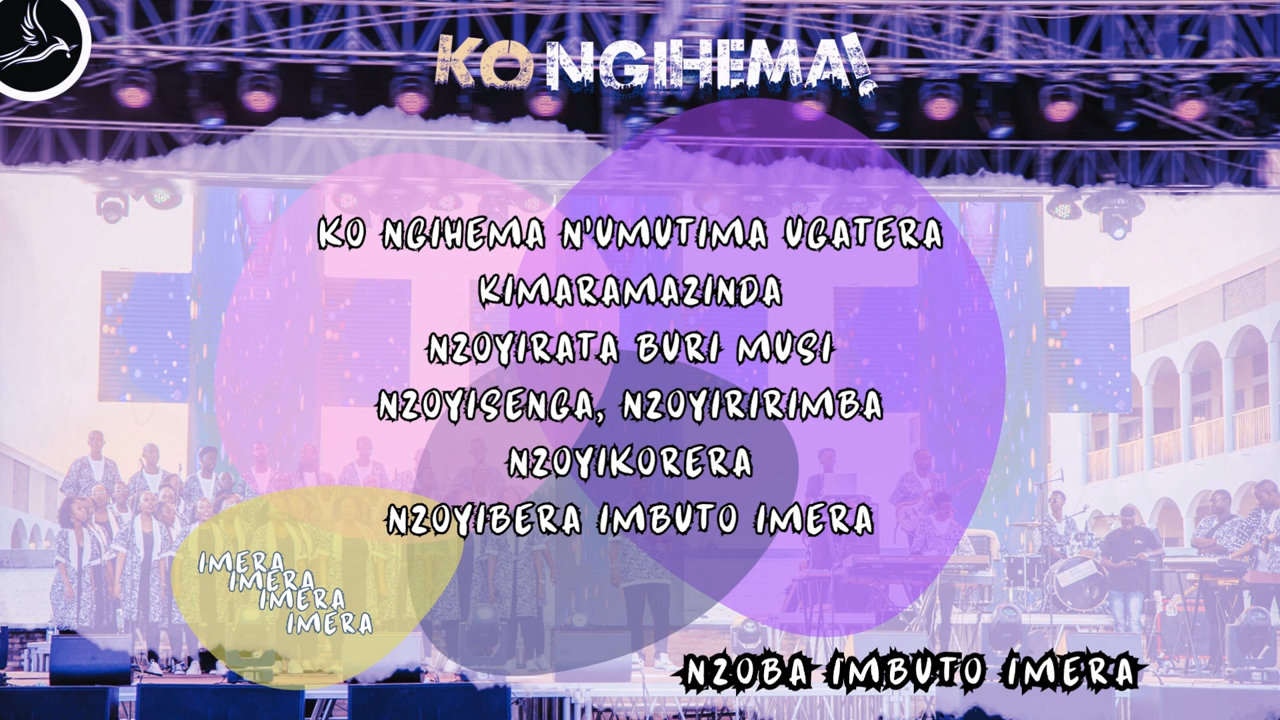 KO NGIHEMA!
KO NGIHEMA N'UMUTIMA UGATERA
KIMARAMAZINDA
NZOYIRATA BURI MUSI
NZOYISENGA, NZOYIRIRIMBA
NZOYIKORERA
NZOYIBERA IMBUTO IMERA
IMERA
IMERA
IMERA
IMERA
NZOBA IMBUTO IMERA